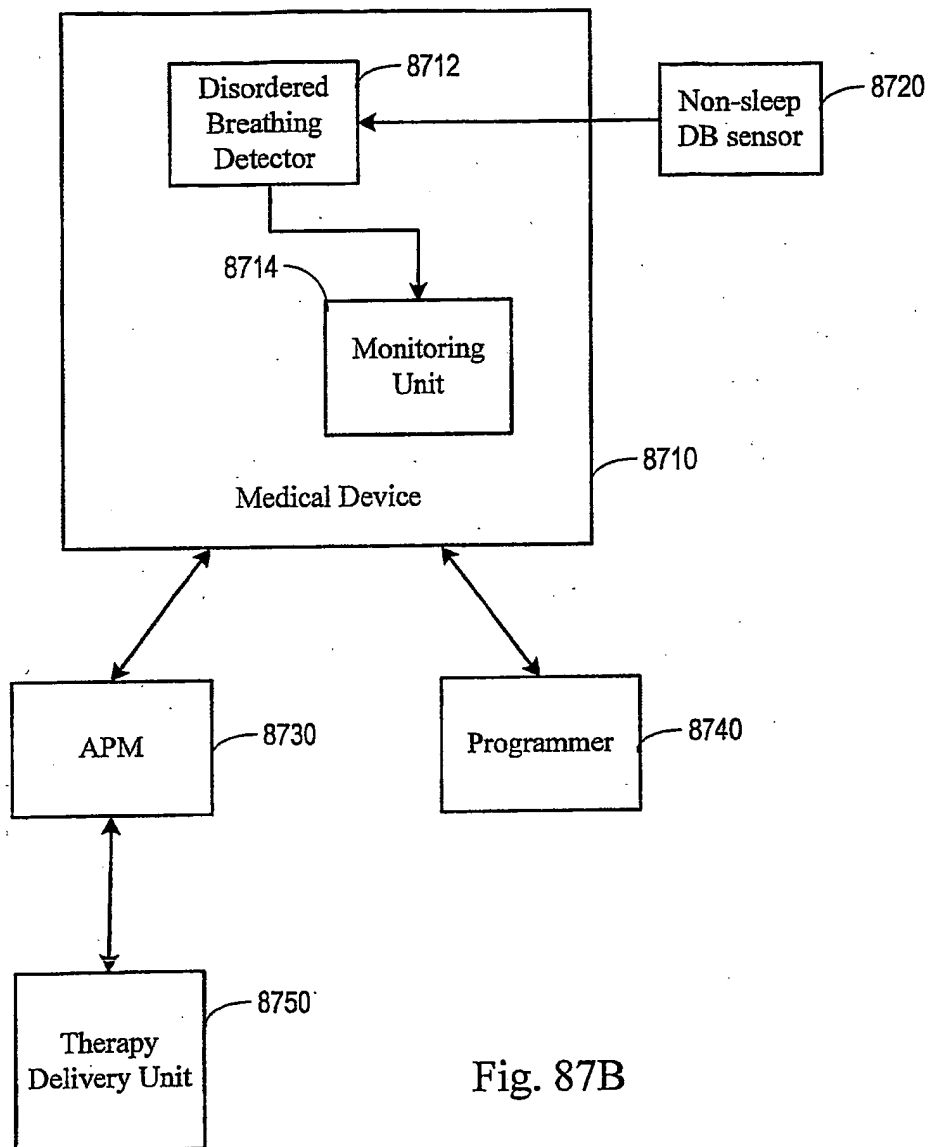 8712
Disordered
Breathing
Detector
8720
Non-sleep
DB sensor
8714
Monitoring
Unit
8710
Medical Device
APM
8730
Programmer
8740
8750
Therapy
Delivery Unit
Fig. 87B